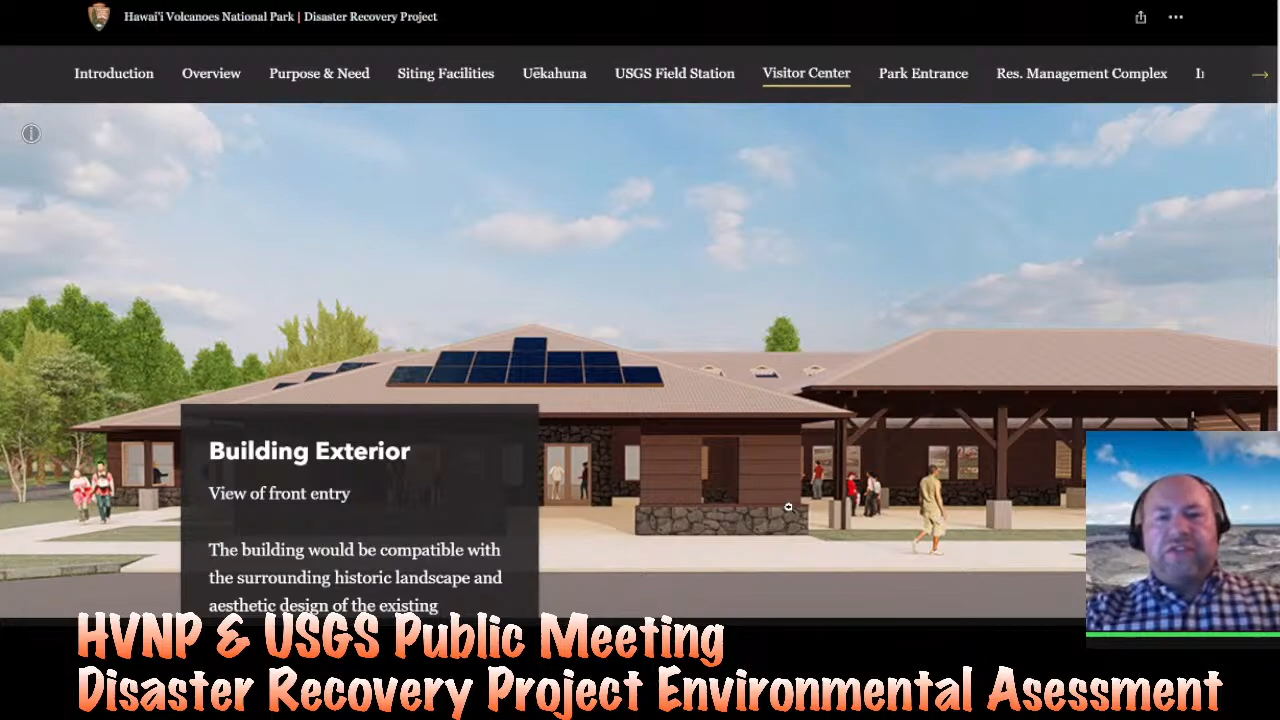 Hawai'i Volcanoes National Park | Disaster Recovery Project
Introduction Overview Purpose & Need Siting Facilities Uēkahuna USGS Field Station Visitor Center Park Entrance Res. Management Complex
Building Exterior
View of front entry
The building would be compatible with
the surrounding historic landscape and
aesthetic design of the existing
HVNP & USGS Public Meeting
Disaster Recovery Project Environmental Asessment